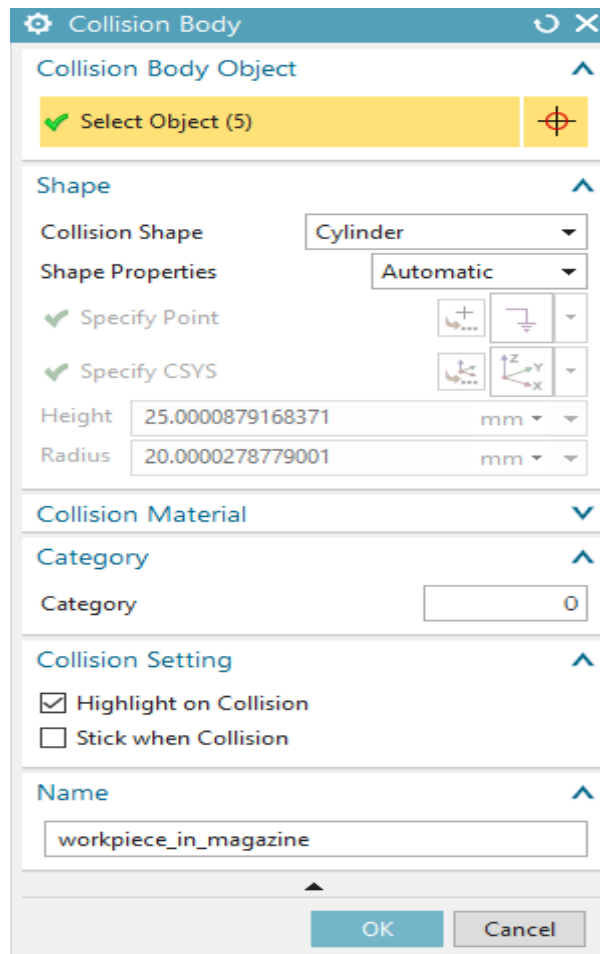 Collision Body
Collision Body Object
Select Object (5)
Shape
Collision Shape Cylinder
Shape Properties Automatic
Specify Point
Specify CSYS
Height 25.0000879168371 mm
Radius 20.0000278779001 mm
Collision Material
Category
Category 0
Collision Setting
Highlight on Collision
Stick when Collision
Name
workpiece_in_magazine
OK Cancel